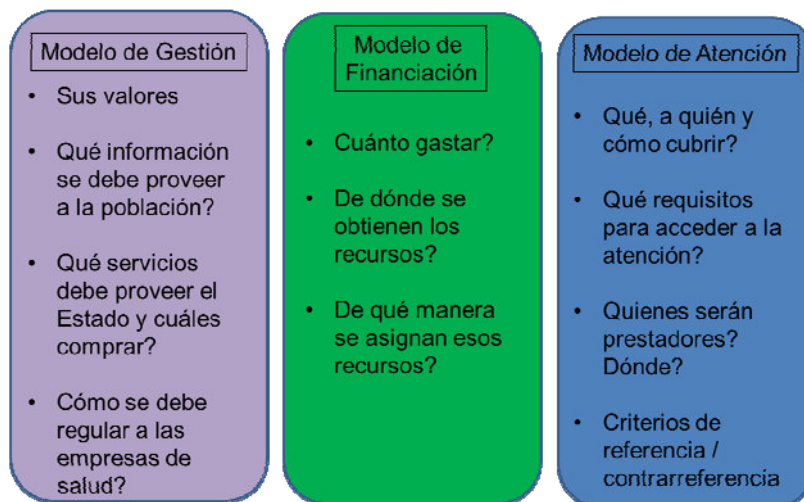 Modelo de Gestión
• Sus valores
• Qué información
se debe proveer
a la población?
• Qué servicios
debe proveer el
Estado y cuáles
comprar?
• Cómo se debe
regular a las
empresas de
salud?
Modelo de
Financiación
• Cuánto gastar?
• De dónde se
obtienen los
recursos?
• De qué manera
se asignan esos
recursos?
Modelo de Atención
• Qué, a quién y
cómo cubrir?
• Qué requisitos
para acceder a la
atención?
• Quienes serán
prestadores?
Dónde?
• Criterios de
referencia /
contrarreferencia